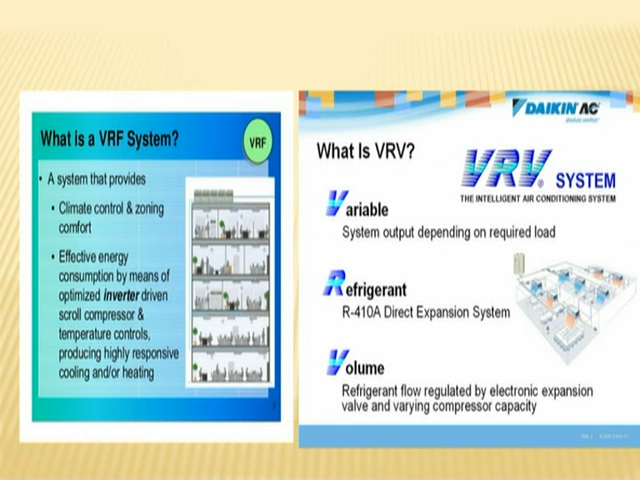 What is a VRF System?
VRF
• A system that provides
• Climate control & zoning
comfort
• Effective energy
consumption by means of
optimized inverter driven
scroll compressor &
temperature controls,
producing highly responsive
cooling and/or heating
DAIKIN AC
absolute comfort
What Is VRV?
VRV® SYSTEM
THE INTELLIGENT AIR CONDITIONING SYSTEM
Variable
System output depending on required load
Refrigerant
R-410A Direct Expansion System
Volume
Refrigerant flow regulated by electronic expansion
valve and varying compressor capacity